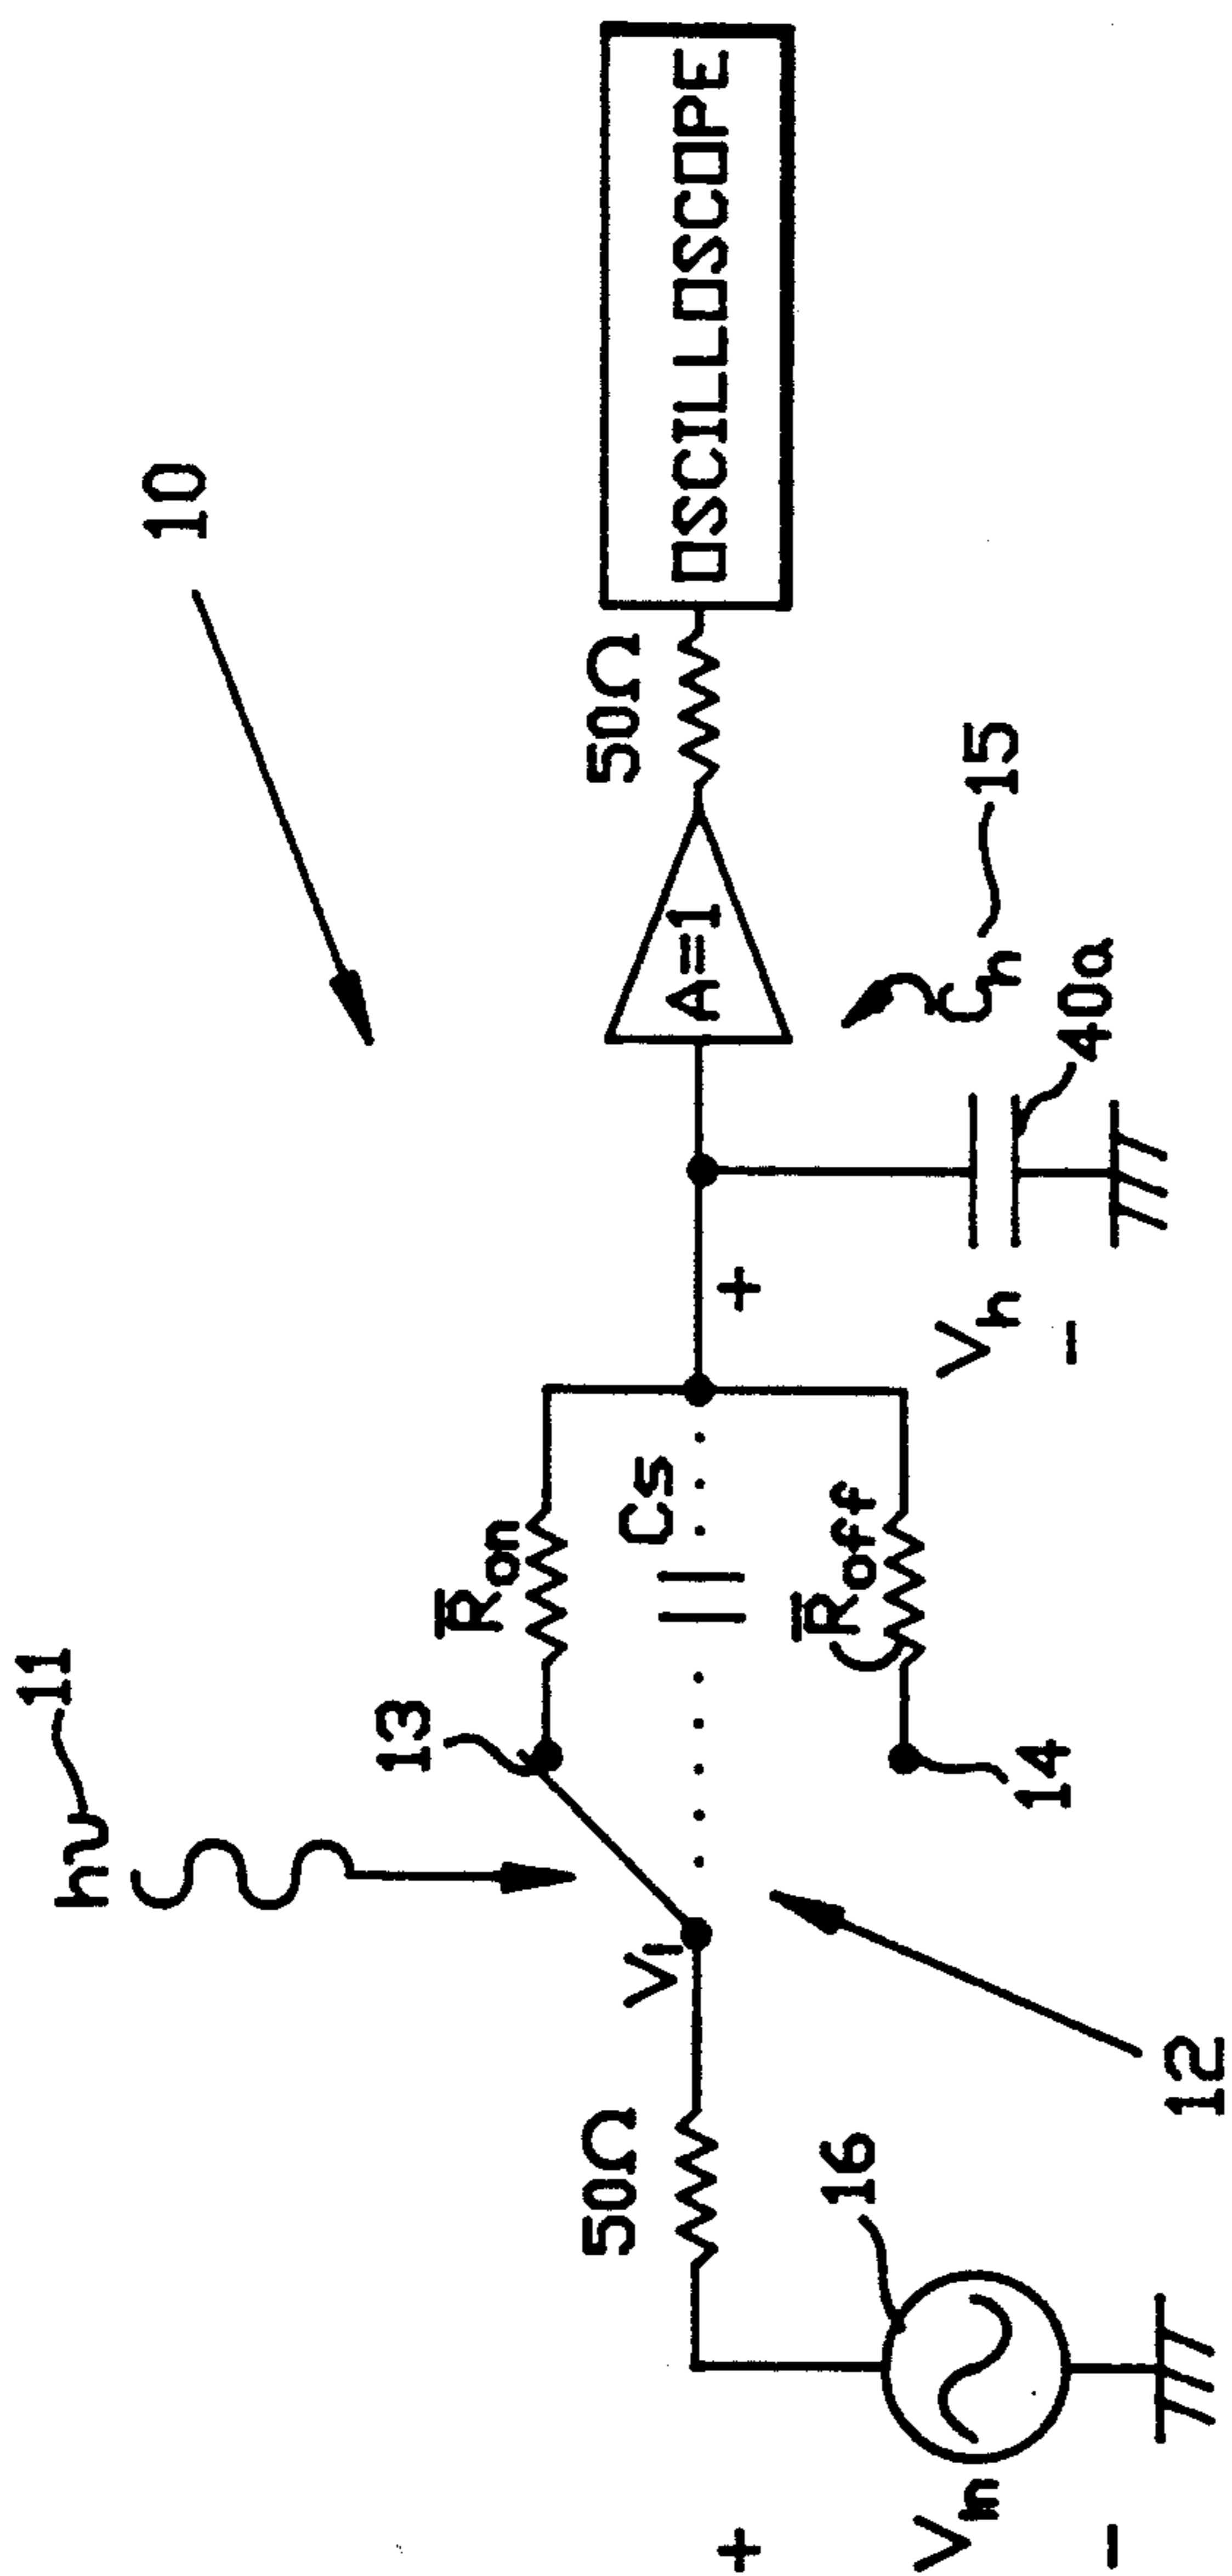 10
11
hν
13
R̅on
Cs
R̅off
14
Vi
12
50Ω
16
+
Vin
-
+
Vh
-
Ch
15
40a
A=1
50Ω
OSCILLOSCOPE